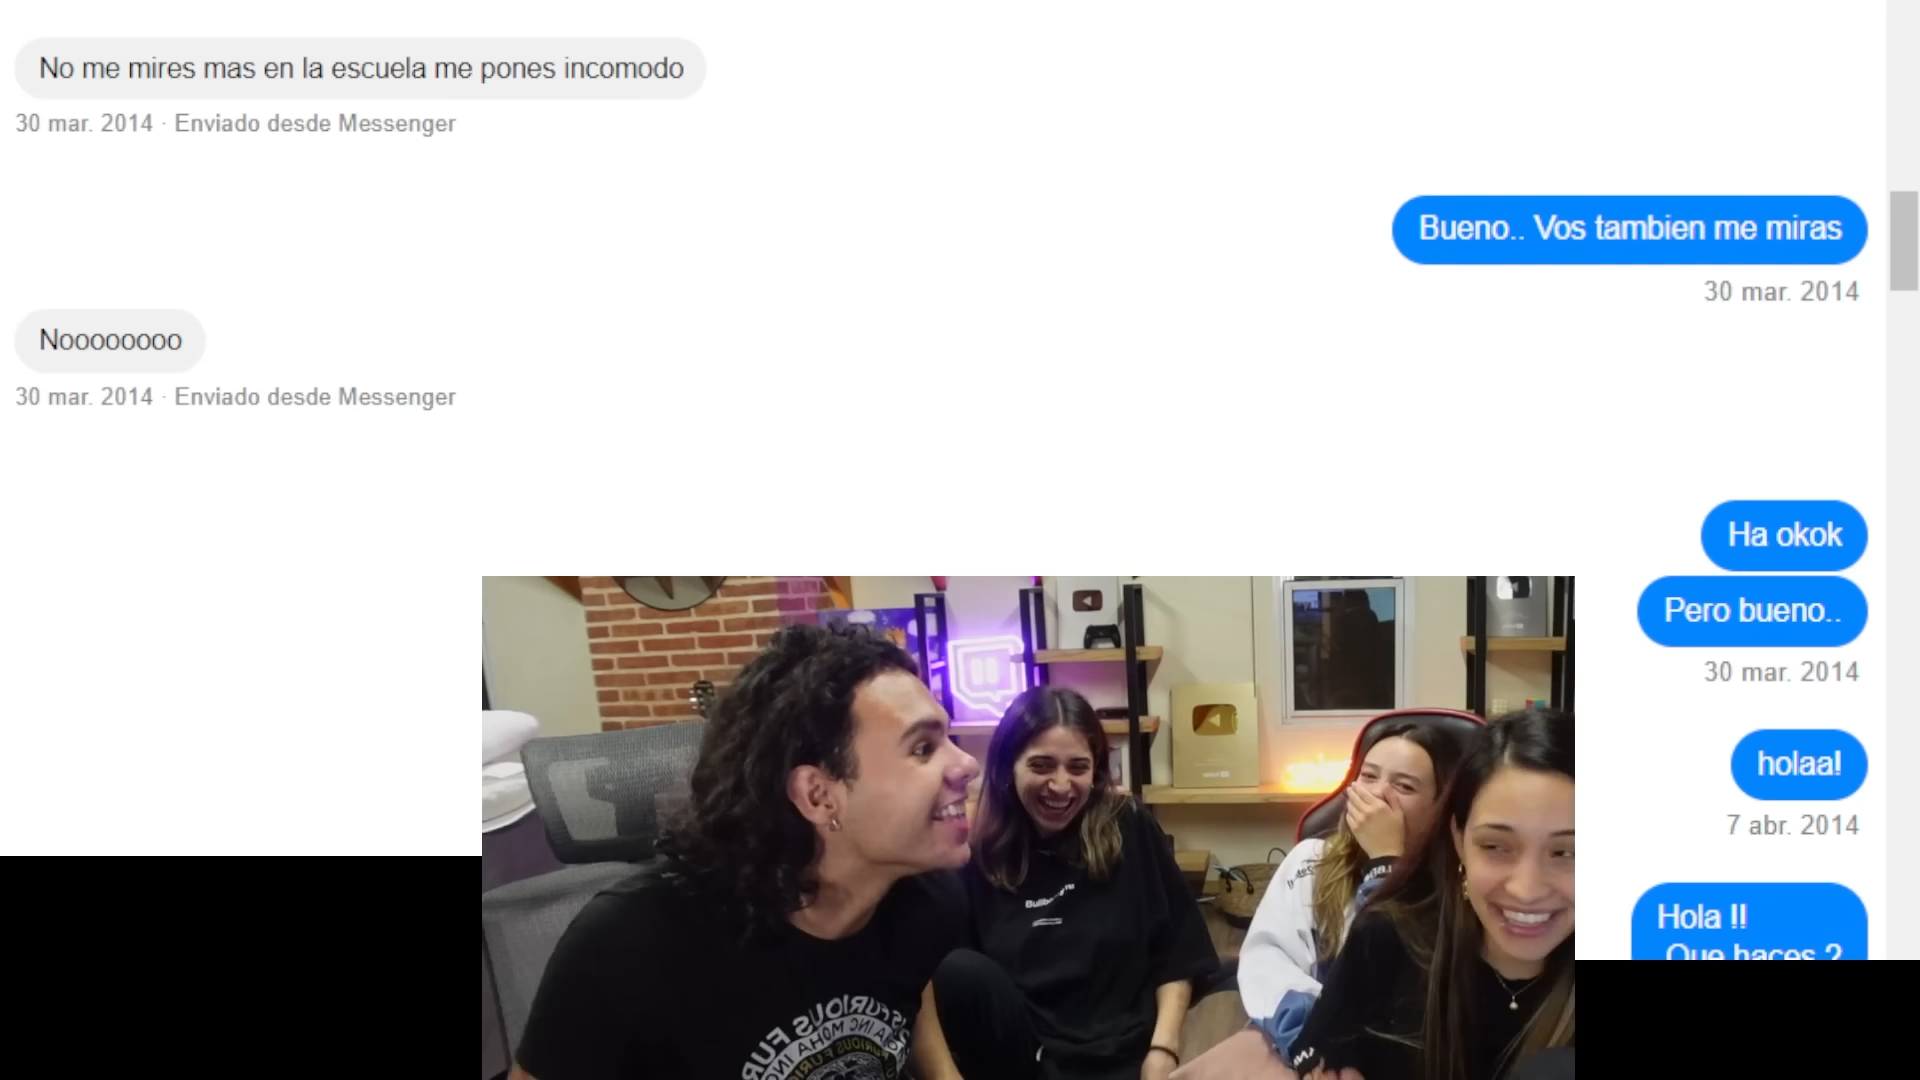 No me mires mas en la escuela me pones incomodo
30 mar. 2014 · Enviado desde Messenger
Bueno.. Vos tambien me miras
30 mar. 2014
Noooooooo
30 mar. 2014 · Enviado desde Messenger
Ha okok
Pero bueno..
30 mar. 2014
holaa!
7 abr. 2014
Hola !!
Que haces ?